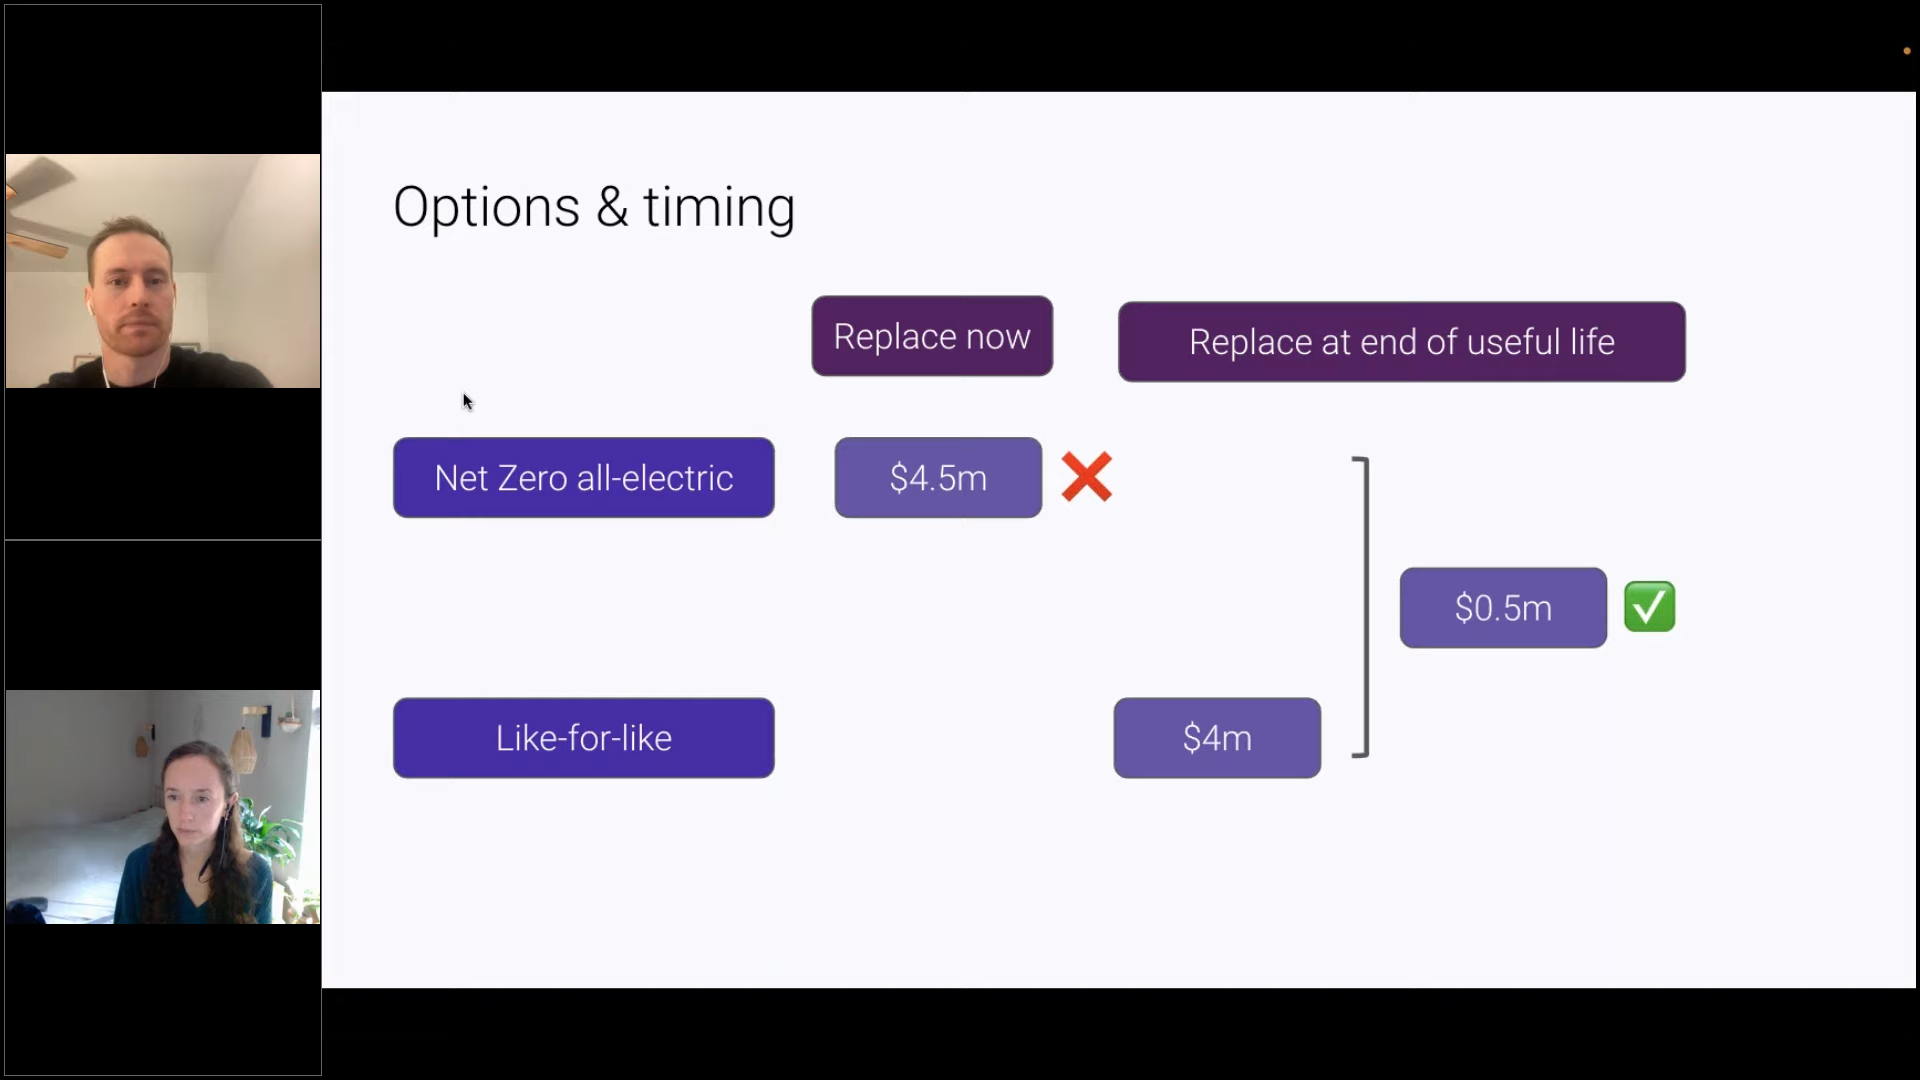 Options & timing
Replace now
Replace at end of useful life
Net Zero all-electric
$4.5m
$0.5m
Like-for-like
$4m